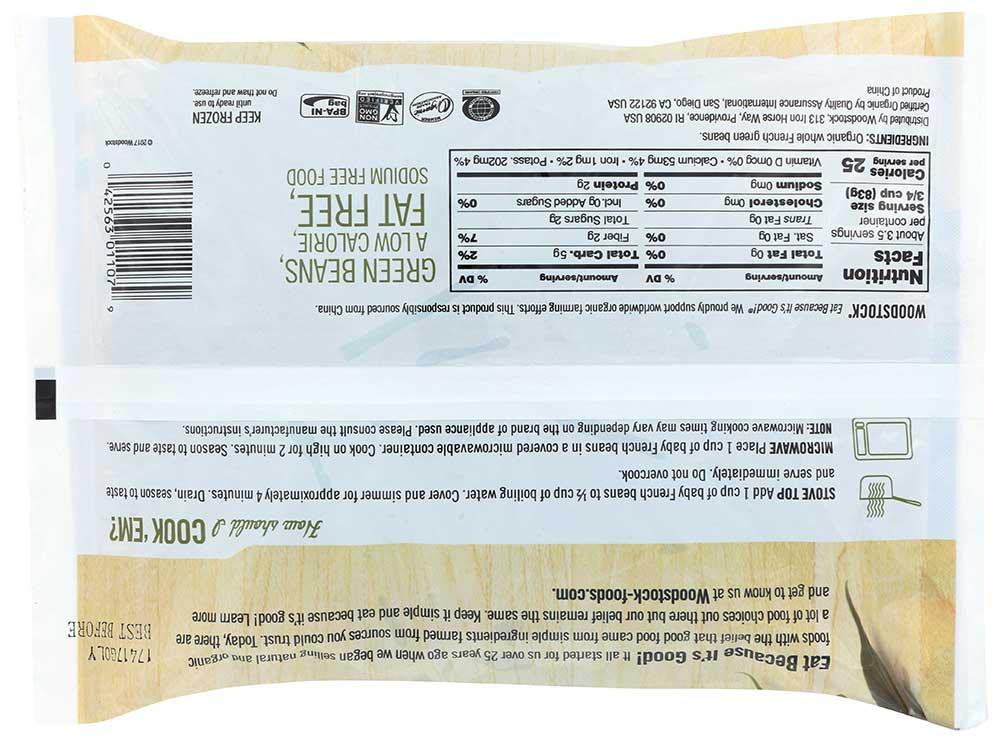 Eat Because It's Good! It all started for us over 25 years ago when we began selling natural and organic
foods with the belief that good food came from simple ingredients farmed from sources you could trust. Today, there are
a lot of food choices out there but our belief remains the same. Keep it simple and eat because it's good! Learn more
and get to know us at Woodstock-foods.com.
17417GOLY
BEST BEFORE
How should I COOK 'EM?
STOVE TOP Add 1 cup of baby French beans to ½ cup of boiling water. Cover and simmer for approximately 4 minutes. Drain, season to taste
and serve immediately. Do not overcook.
MICROWAVE Place 1 cup of baby French beans in a covered microwavable container. Cook on high for 2 minutes. Season to taste and serve.
NOTE: Microwave cooking times may vary depending on the brand of appliance used. Please consult the manufacturer's instructions.
WOODSTOCK® Eat Because It's Good!® We proudly support worldwide organic farming efforts. This product is responsibly sourced from China.
Nutrition
Facts
About 3.5 servings
per container
Serving size
3/4 cup (83g)
Calories 25
per serving
Amount/serving % DV
Total Fat 0g 0%
Sat. Fat 0g 0%
Trans Fat 0g
Cholesterol 0mg 0%
Sodium 0mg 0%
Amount/serving % DV
Total Carb. 5g 2%
Fiber 2g 7%
Total Sugars 2g
Incl. 0g Added Sugars 0%
Protein 2g
Vitamin D 0mcg 0% • Calcium 53mg 4% • Iron 1mg 2% • Potass. 202mg 4%
INGREDIENTS: Organic whole French green beans.
Distributed by Woodstock, 313 Iron Horse Way, Providence, RI 02908 USA
Certified Organic by Quality Assurance International, San Diego, CA 92122 USA
Product of China
GREEN BEANS,
A LOW CALORIE,
FAT FREE,
SODIUM FREE FOOD
CERTIFIED ORGANIC
MEMBER
Organic
NON
GMO
VERIFIED
BPA-NI
bag
KEEP FROZEN
until ready to use.
Do not thaw and refreeze.
0 42563 01107 9
© 2017 Woodstock